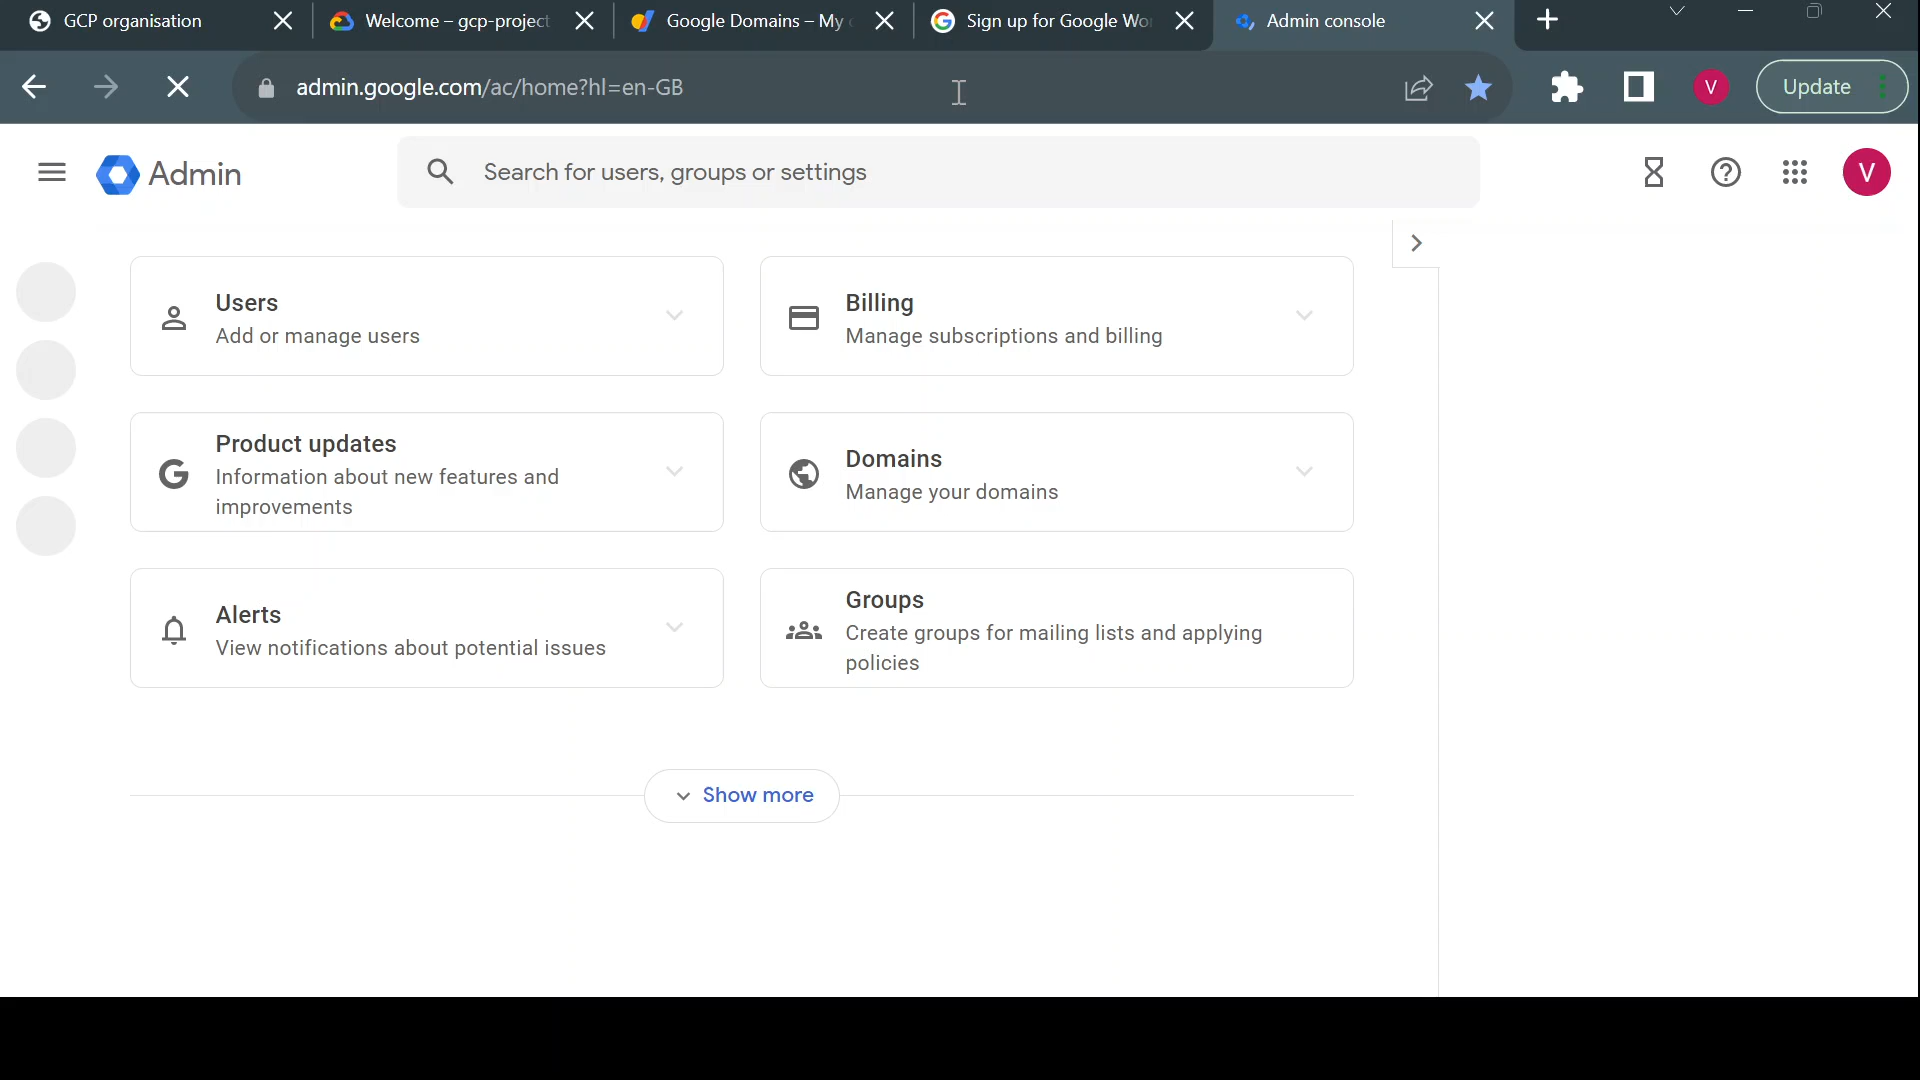 GCP organisation
Welcome – gcp-project
Google Domains – My
Sign up for Google Wo
Admin console
admin.google.com/ac/home?hl=en-GB
V
Update
Admin
Search for users, groups or settings
V
Users
Add or manage users
Billing
Manage subscriptions and billing
Product updates
Information about new features and
improvements
Domains
Manage your domains
Alerts
View notifications about potential issues
Groups
Create groups for mailing lists and applying
policies
Show more